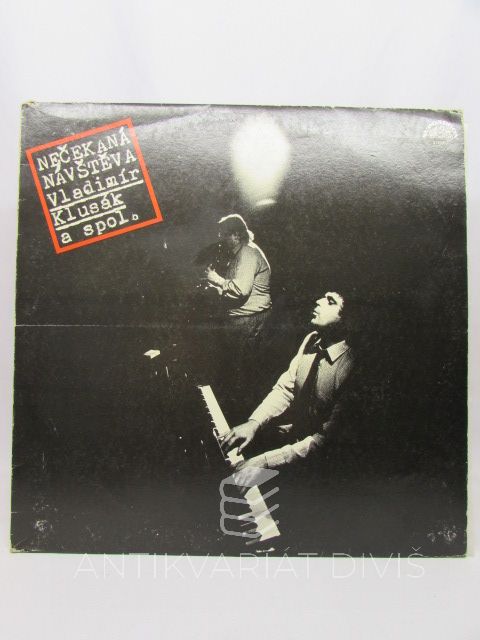 NEČEKANÁ
NÁVŠTĚVA
Vladimír
Klusák
a spol.
ANTIKVARIÁT DIVIŠ